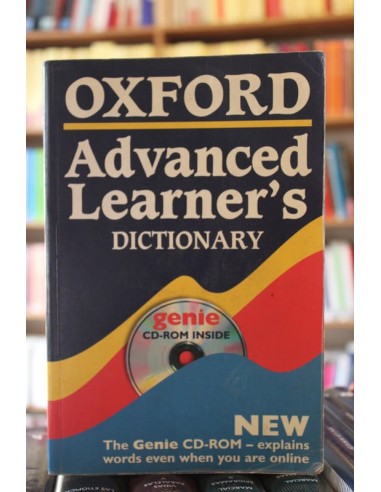 OXFORD
Advanced
Learner's
DICTIONARY
genie
CD-ROM INSIDE
NEW
The Genie CD-ROM – explains
words even when you are online